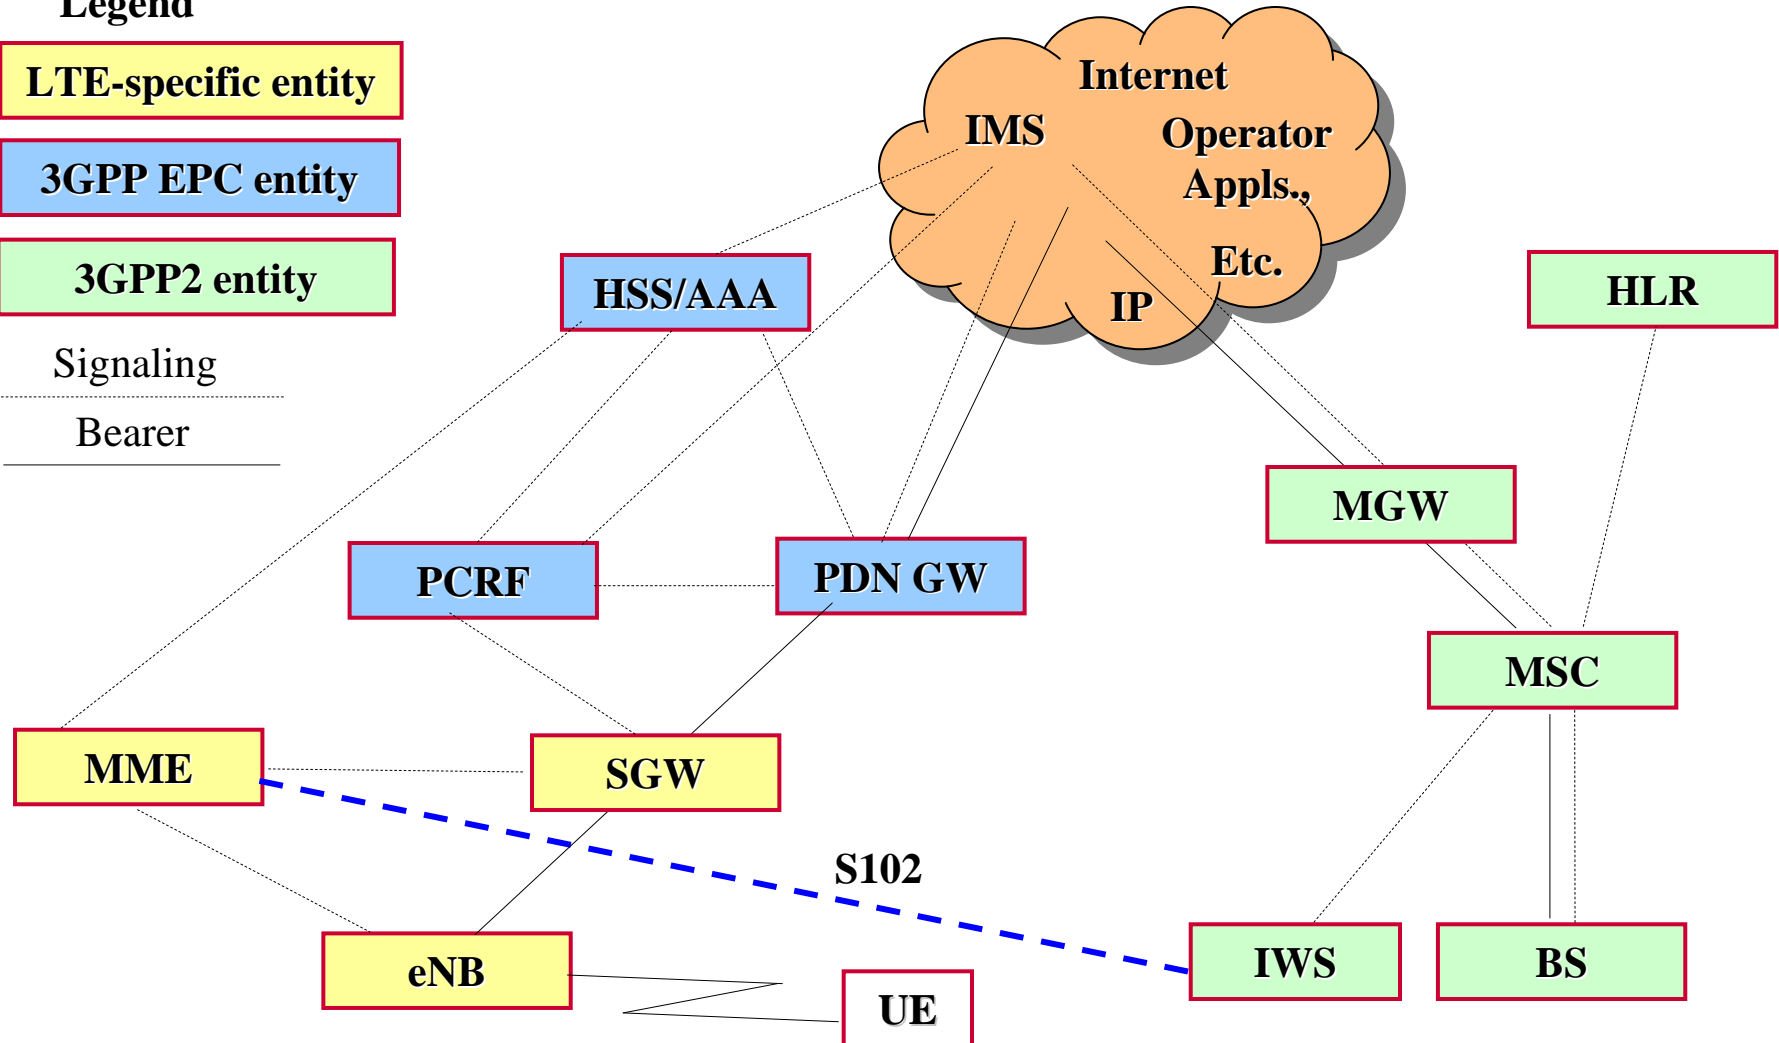 Legend
LTE-specific entity
3GPP EPC entity
3GPP2 entity
Signaling
Bearer
Internet
IMS
Operator
Appls.,
Etc.
IP
HSS/AAA
HLR
MGW
PCRF
PDN GW
MSC
MME
SGW
S102
eNB
UE
IWS
BS